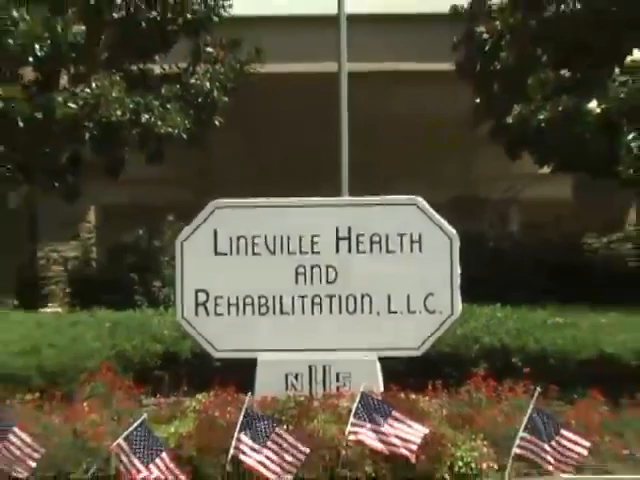 LINEVILLE HEALTH
AND
REHABILITATION, L.L.C.
NHS